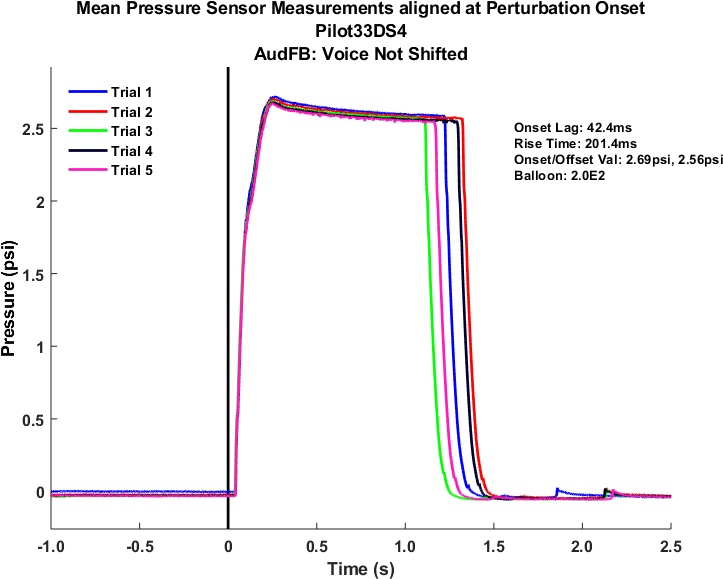 Mean Pressure Sensor Measurements aligned at Perturbation Onset
Pilot33DS4
AudFB: Voice Not Shifted
Trial 1
Trial 2
Trial 3
Trial 4
Trial 5
Onset Lag: 42.4ms
Rise Time: 201.4ms
Onset/Offset Val: 2.69psi, 2.56psi
Balloon: 2.0E2
Pressure (psi)
2.5
2
1.5
1
0.5
0
-1.0 -0.5 0 0.5 1.0 1.5 2.0 2.5
Time (s)